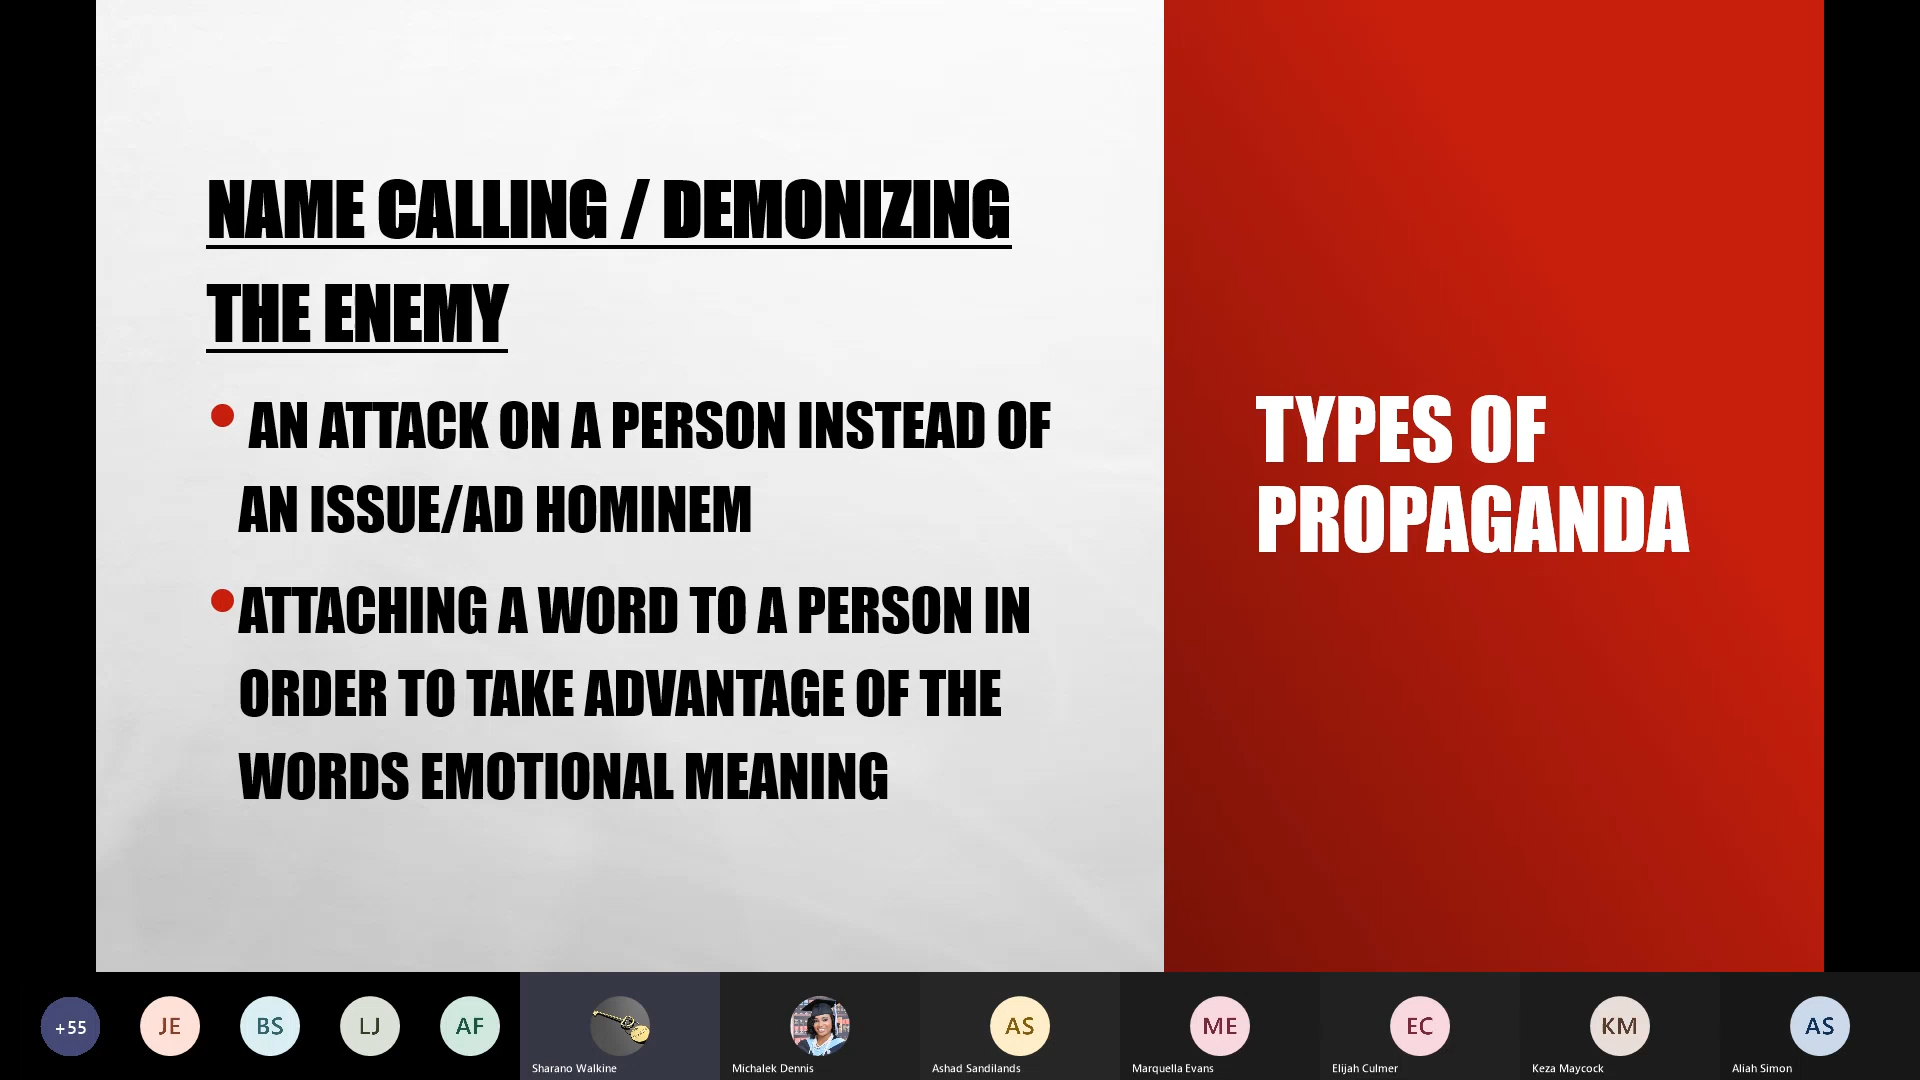 NAME CALLING / DEMONIZING
THE ENEMY
AN ATTACK ON A PERSON INSTEAD OF
AN ISSUE/AD HOMINEM
ATTACHING A WORD TO A PERSON IN
ORDER TO TAKE ADVANTAGE OF THE
WORDS EMOTIONAL MEANING
TYPES OF
PROPAGANDA
+55
JE
BS
LJ
AF
Sharano Walkine
Michalek Dennis
AS
Ashad Sandilands
ME
Marquella Evans
EC
Elijah Culmer
KM
Keza Maycock
AS
Aliah Simon